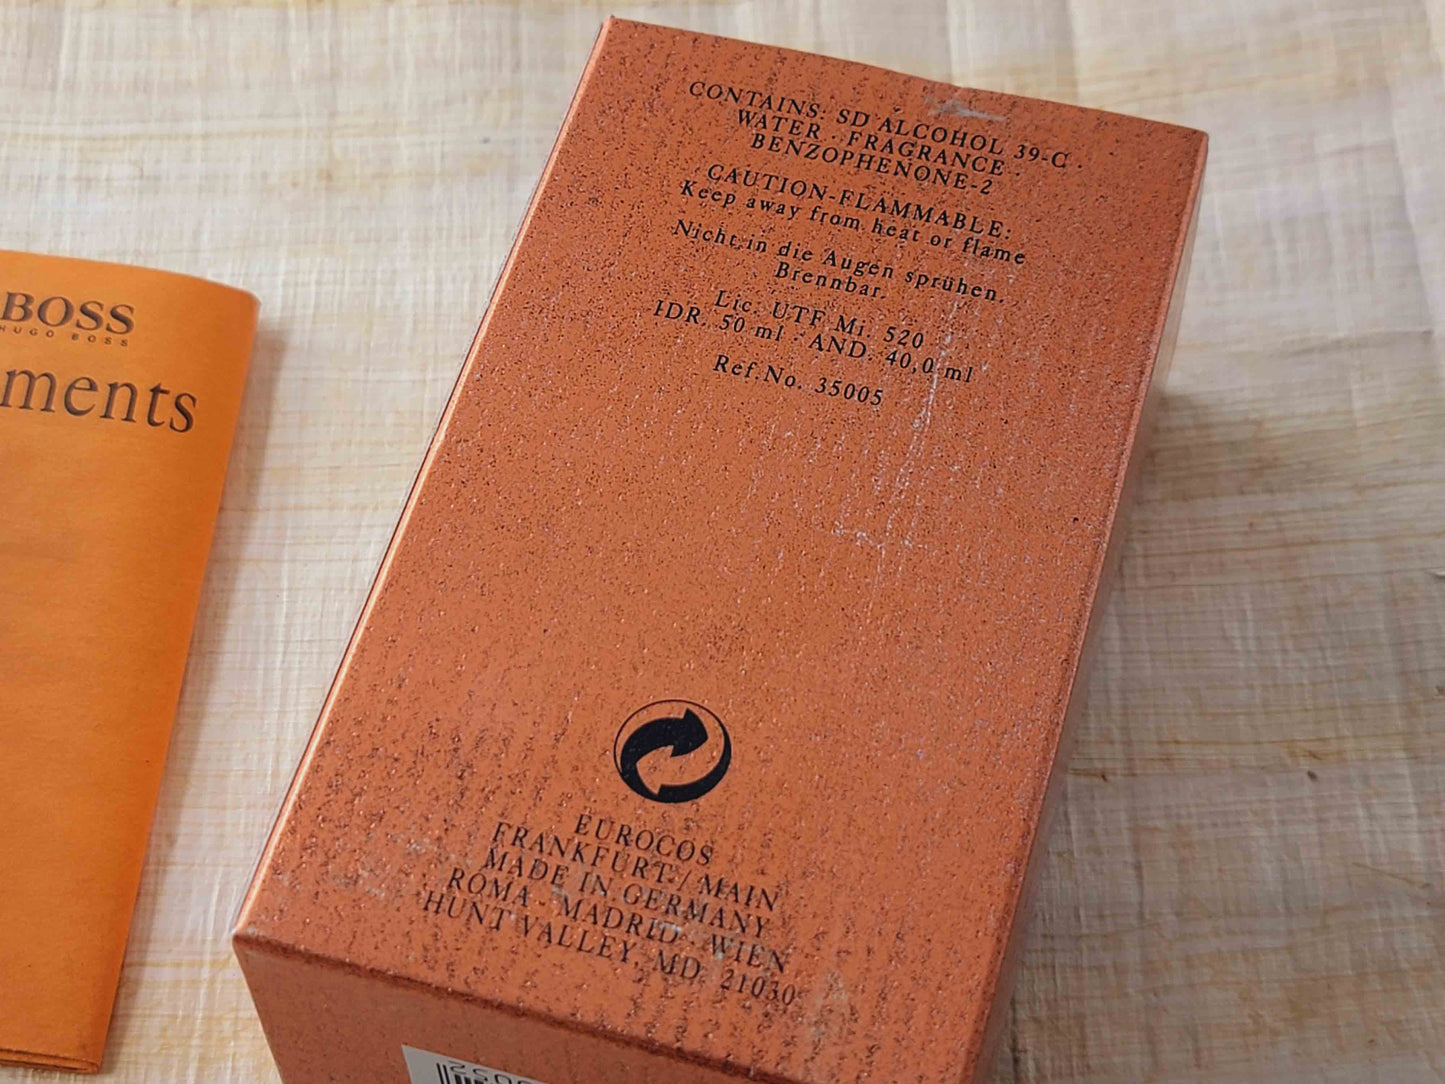 BOSS
HUGO BOSS
ments
CONTAINS: SD ALCOHOL 39-C ·
WATER · FRAGRANCE ·
BENZOPHENONE-2
CAUTION-FLAMMABLE:
Keep away from heat or flame
Nicht in die Augen sprühen.
Brennbar.
Lic. UTF Mi. 520
IDR. 50 ml · AND. 40,0 ml
Ref.No. 35005
EUROCOS
FRANKFURT / MAIN
MADE IN GERMANY
ROMA · MADRID · WIEN
HUNT VALLEY, MD 21030